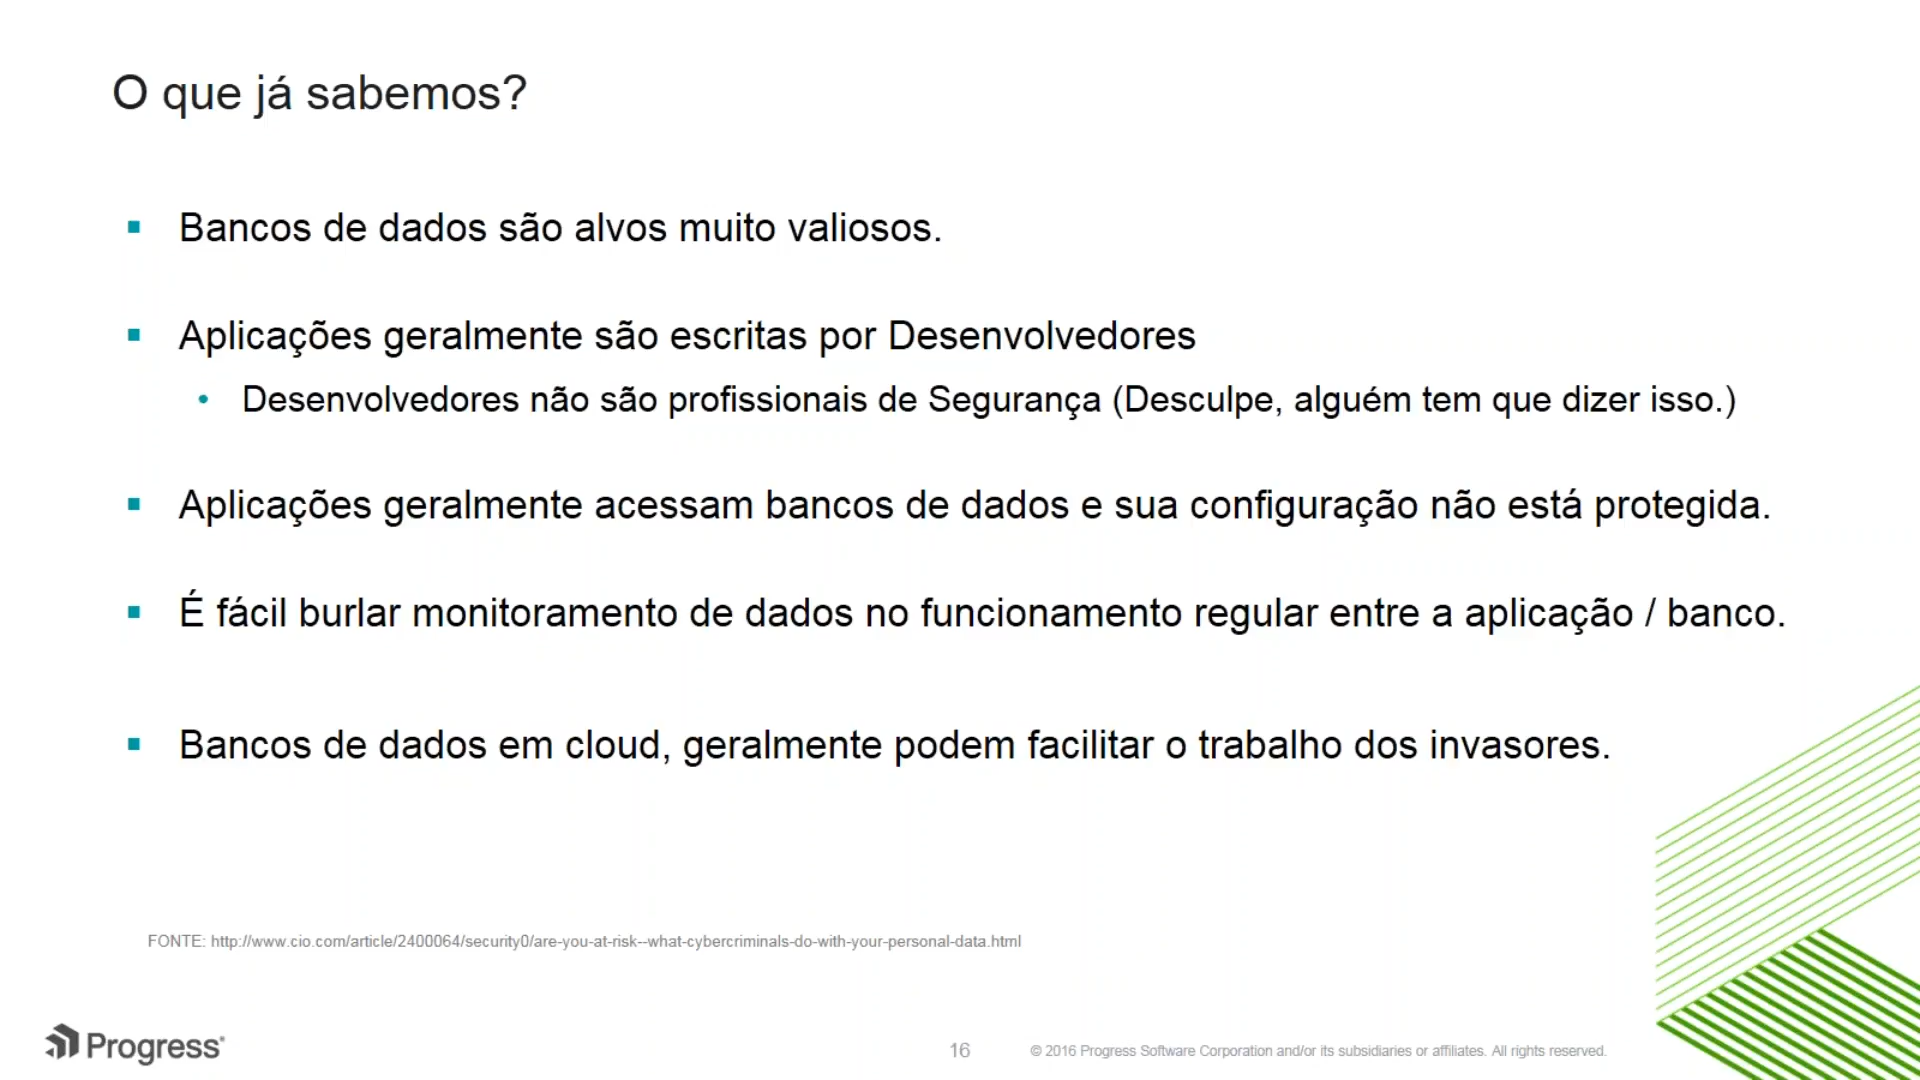 O que já sabemos?
Bancos de dados são alvos muito valiosos.
Aplicações geralmente são escritas por Desenvolvedores
Desenvolvedores não são profissionais de Segurança (Desculpe, alguém tem que dizer isso.)
Aplicações geralmente acessam bancos de dados e sua configuração não está protegida.
É fácil burlar monitoramento de dados no funcionamento regular entre a aplicação / banco.
Bancos de dados em cloud, geralmente podem facilitar o trabalho dos invasores.
FONTE: http://www.cio.com/article/2400064/security0/are-you-at-risk--what-cybercriminals-do-with-your-personal-data.html
Progress
16
© 2016 Progress Software Corporation and/or its subsidiaries or affiliates. All rights reserved.